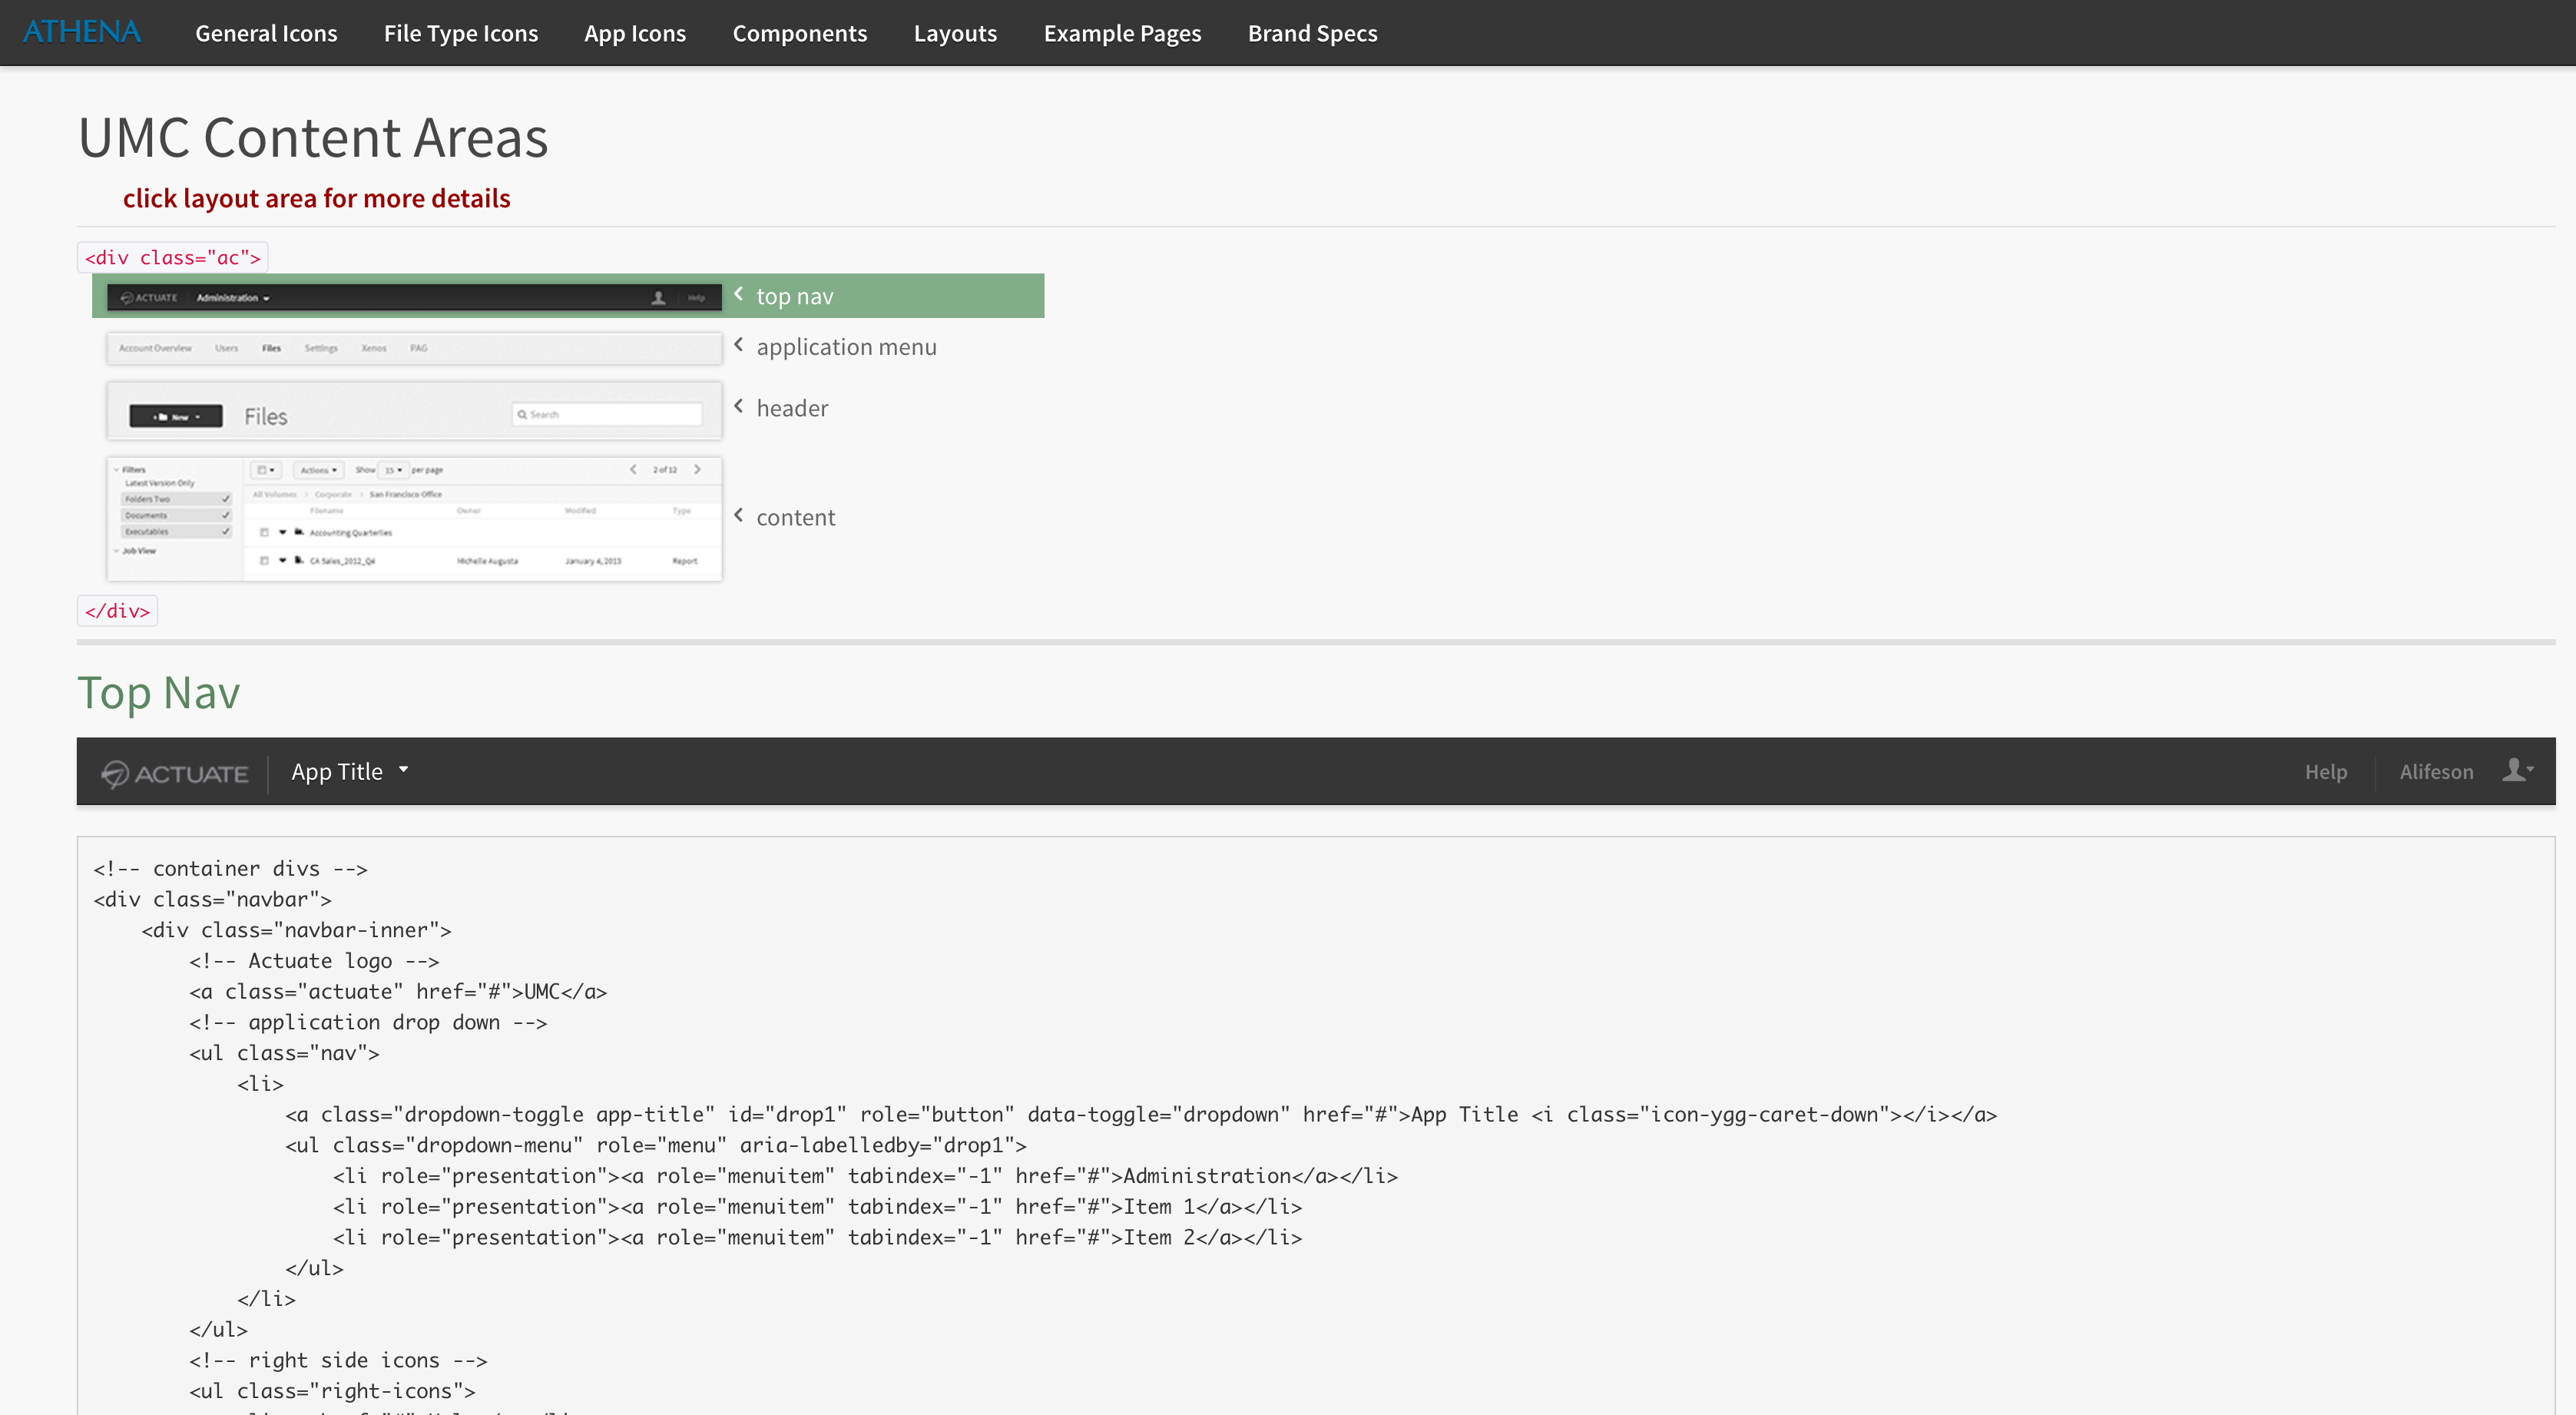 ATHENA General Icons File Type Icons App Icons Components Layouts Example Pages Brand Specs
UMC Content Areas
click layout area for more details
<div class="ac">
ACTUATE Administration Help
top nav
Account Overview Users Files Settings Xenos PAG
application menu
New Files Search
header
Filters Actions Show 15 per page 2 of 12
Latest Version Only
Folders Two All Volumes > Corporate > San Francisco Office
Documents Filename Owner Modified Type
Executables Accounting Quarterlies
Job View
CA Sales_2012_Q4 Michelle Augusta January 4, 2013 Report
content
</div>
Top Nav
ACTUATE App Title Help Alifeson
<!-- container divs -->
<div class="navbar">
<div class="navbar-inner">
<!-- Actuate logo -->
<a class="actuate" href="#">UMC</a>
<!-- application drop down -->
<ul class="nav">
<li>
<a class="dropdown-toggle app-title" id="drop1" role="button" data-toggle="dropdown" href="#">App Title <i class="icon-ygg-caret-down"></i></a>
<ul class="dropdown-menu" role="menu" aria-labelledby="drop1">
<li role="presentation"><a role="menuitem" tabindex="-1" href="#">Administration</a></li>
<li role="presentation"><a role="menuitem" tabindex="-1" href="#">Item 1</a></li>
<li role="presentation"><a role="menuitem" tabindex="-1" href="#">Item 2</a></li>
</ul>
</li>
</ul>
<!-- right side icons -->
<ul class="right-icons">